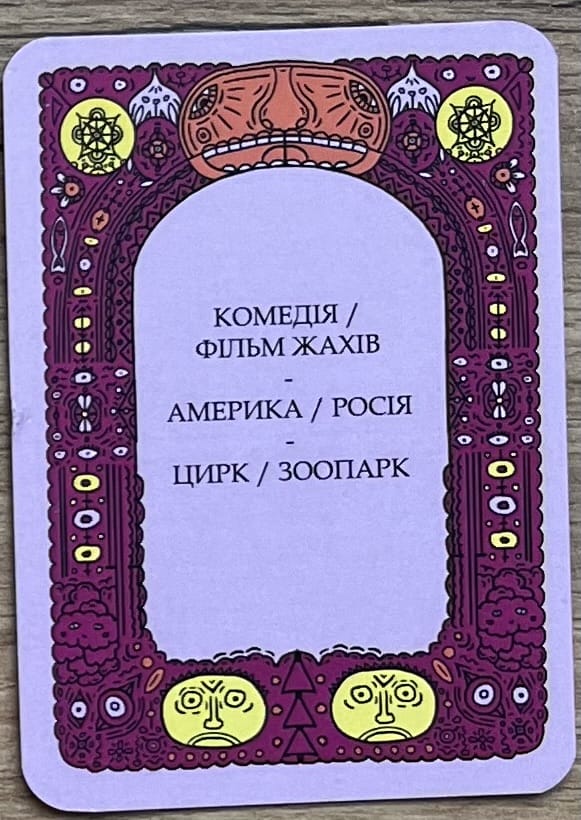 КОМЕДІЯ /
ФІЛЬМ ЖАХІВ
-
АМЕРИКА / РОСІЯ
-
ЦИРК / ЗООПАРК